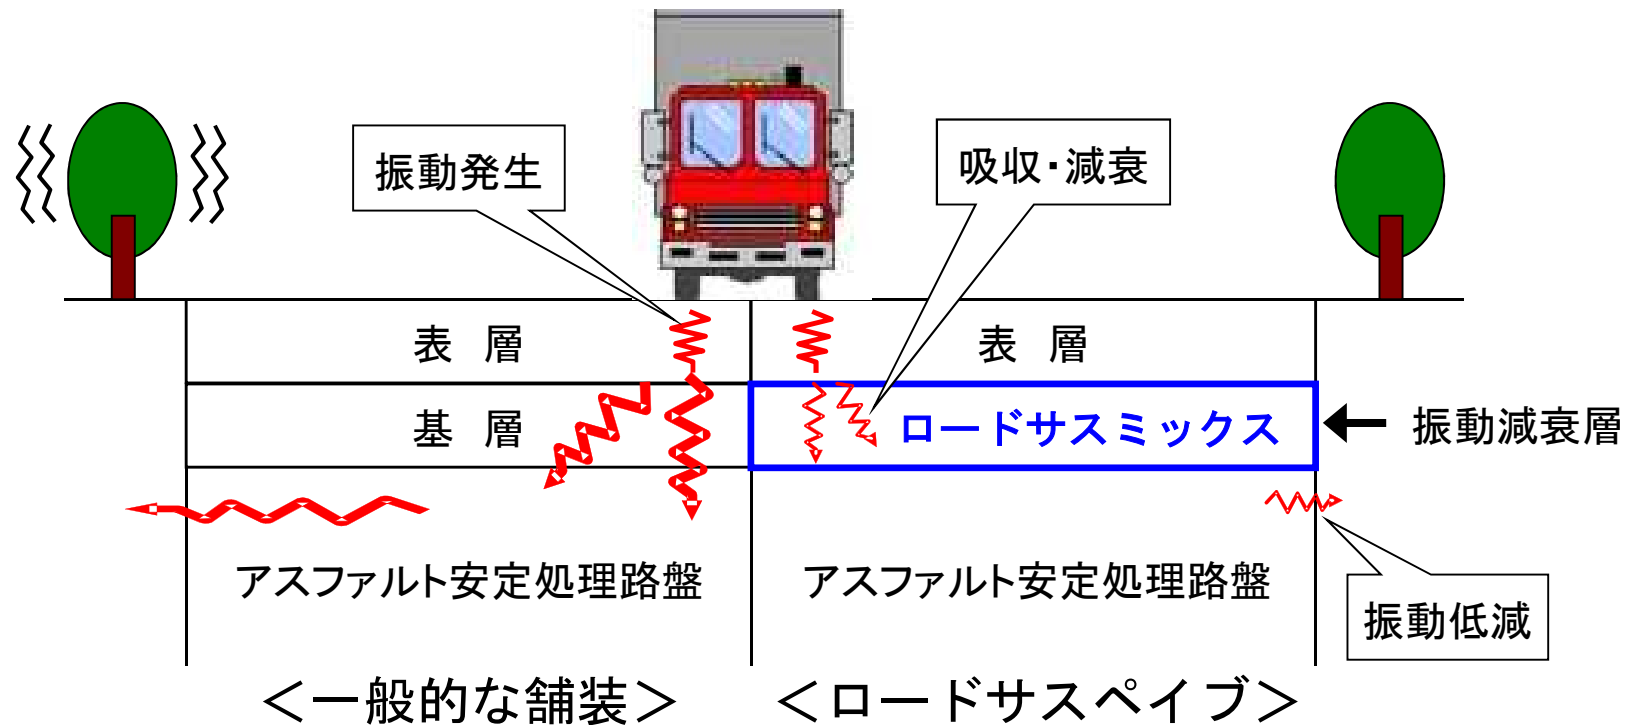 振動発生
吸収・減衰
表　層
表　層
基　層
ロードサスミックス
振動減衰層
アスファルト安定処理路盤
アスファルト安定処理路盤
振動低減
＜一般的な舗装＞
＜ロードサスペイブ＞